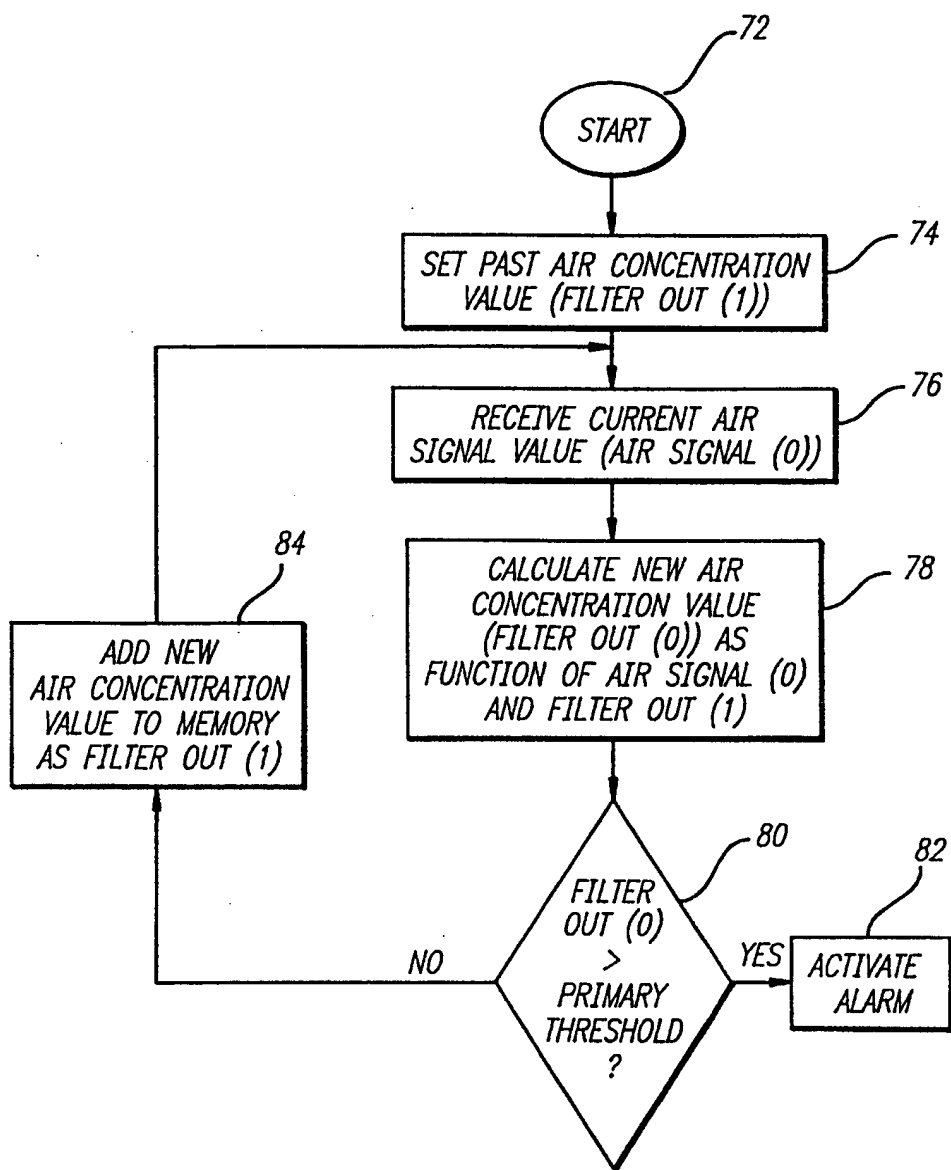 72
START
74
SET PAST AIR CONCENTRATION
VALUE (FILTER OUT (1))
76
RECEIVE CURRENT AIR
SIGNAL VALUE (AIR SIGNAL (0))
78
CALCULATE NEW AIR
CONCENTRATION VALUE
(FILTER OUT (0)) AS
FUNCTION OF AIR SIGNAL (0)
AND FILTER OUT (1)
84
ADD NEW
AIR CONCENTRATION
VALUE TO MEMORY
AS FILTER OUT (1)
80
FILTER
OUT (0)
>
PRIMARY
THRESHOLD
?
NO
YES
82
ACTIVATE
ALARM